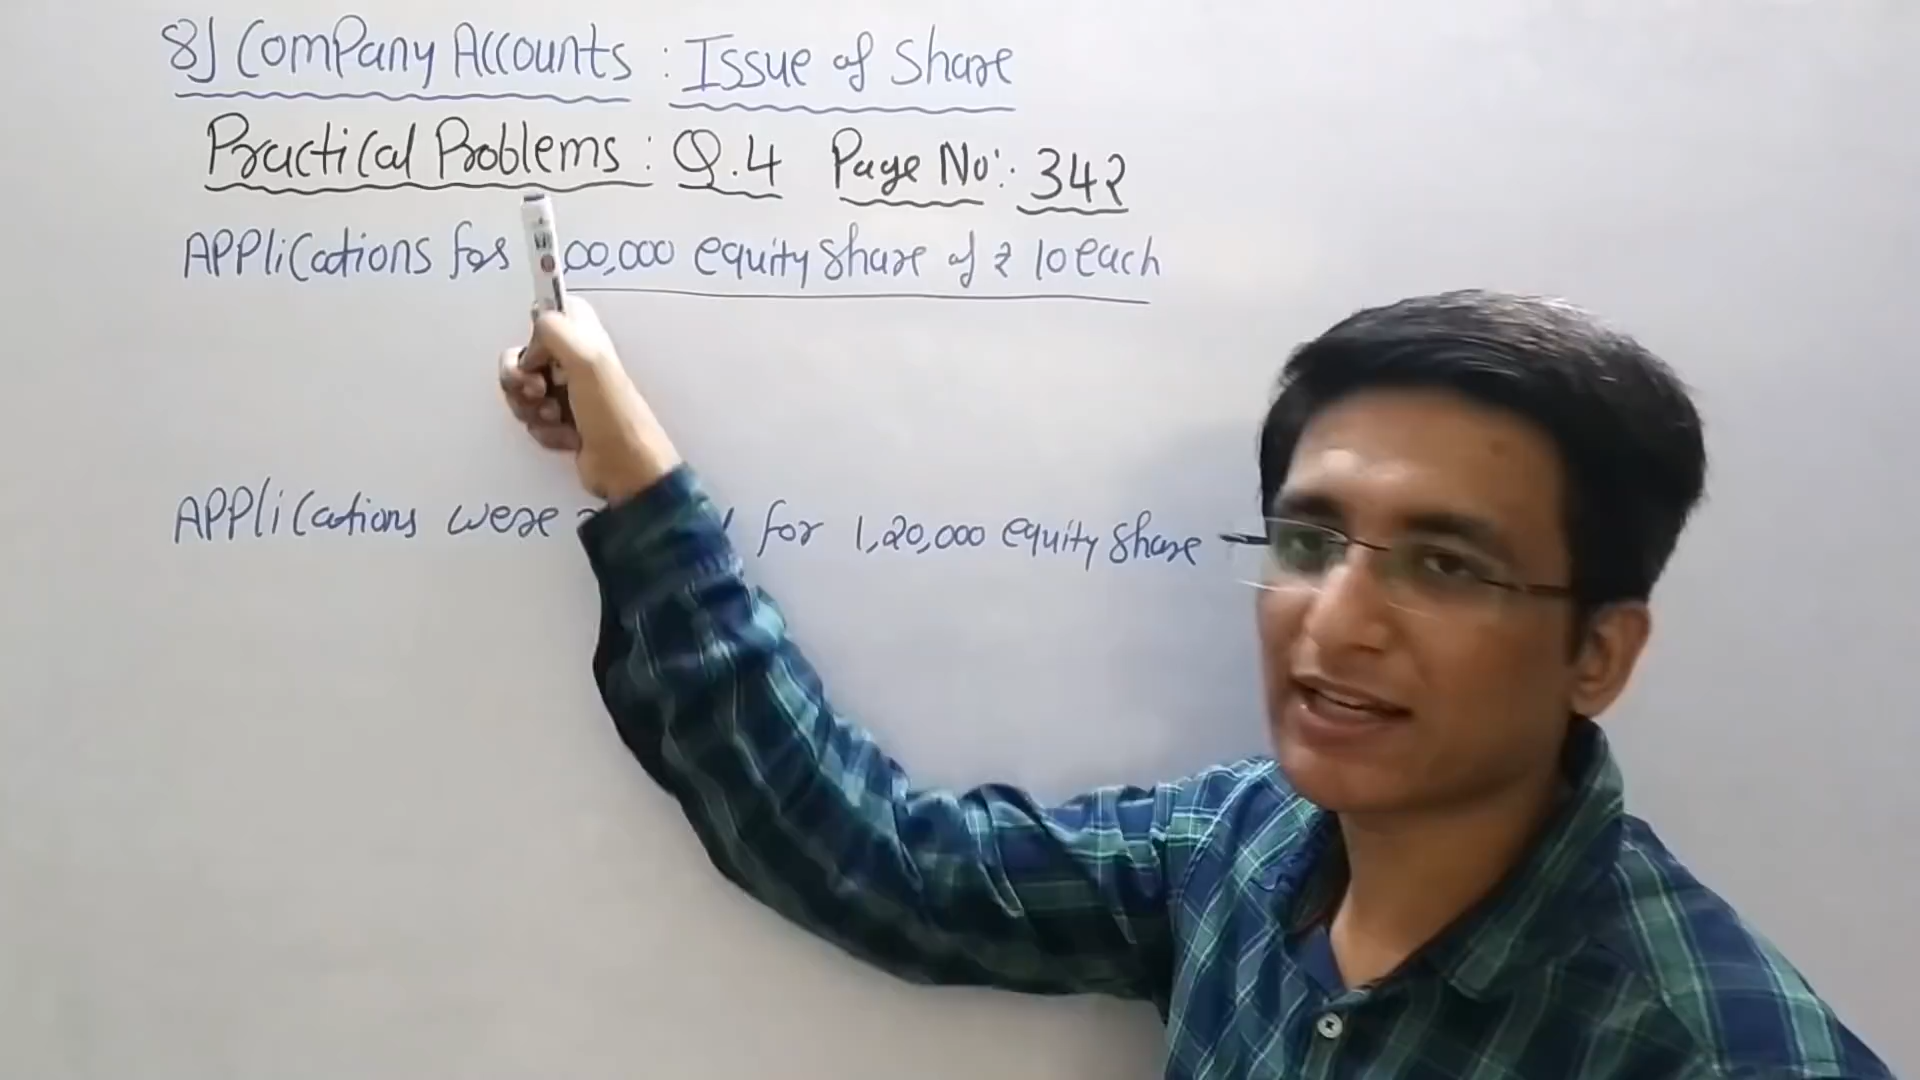 8] Company Accounts : Issue of Share
Practical Problems : Q.4 Page No : 342
Applications for 00,000 equity share of ₹ 10 each
Applications were for 1,20,000 equity share